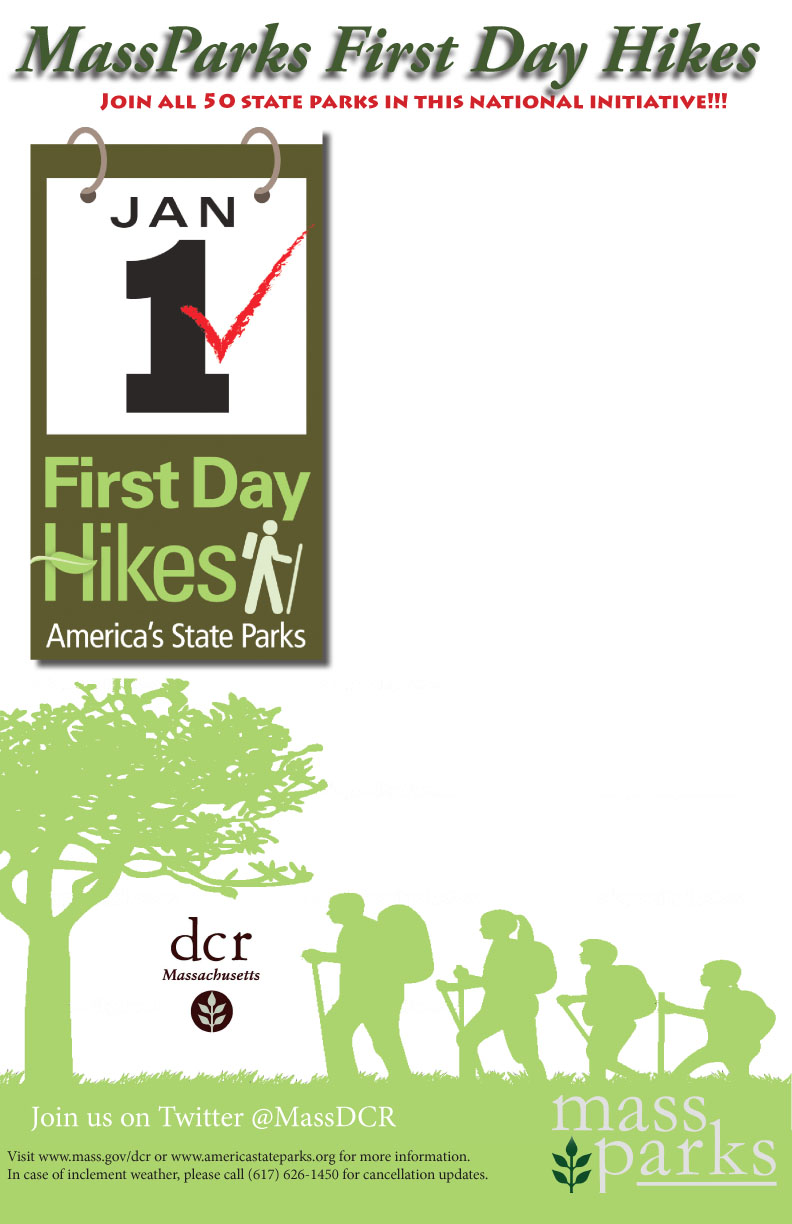 MassParks First Day Hikes
Join all 50 state parks in this national initiative!!!
JAN
1
First Day
Hikes
America's State Parks
dcr
Massachusetts
Join us on Twitter @MassDCR
mass
parks
Visit www.mass.gov/dcr or www.americastateparks.org for more information.
In case of inclement weather, please call (617) 626-1450 for cancellation updates.